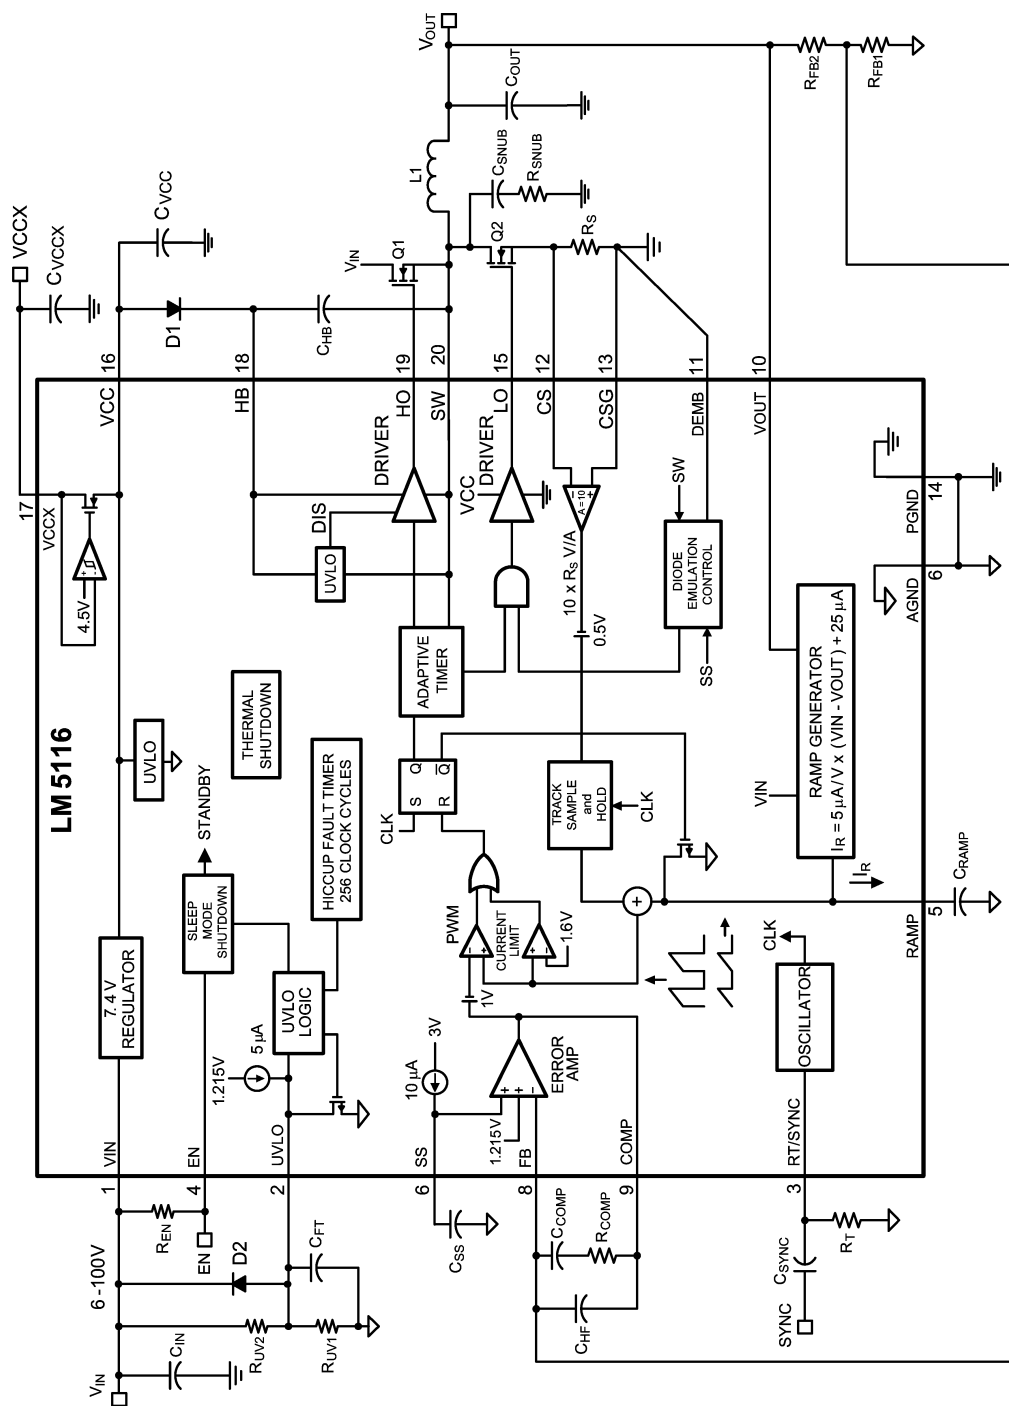 VIN
6 -100V
CIN
RUV2
RUV1
D2
CFT
REN
EN
1
4
2
VIN
EN
UVLO
1.215V
5 µA
7.4 V
REGULATOR
SLEEP
MODE
SHUTDOWN
STANDBY
UVLO
LOGIC
HICCUP FAULT TIMER
256 CLOCK CYCLES
THERMAL
SHUTDOWN
LM5116
UVLO
4.5V
VCCX
17
VCCX
CVCCX
VCC
16
CVCC
D1
HB
18
CHB
UVLO
DIS
DRIVER
HO
19
SW
20
VIN
Q1
L1
VOUT
COUT
CSNUB
RSNUB
Q2
RS
LO
15
VCC
DRIVER
CS
12
CSG
13
A = 10
10 x RS V/A
0.5V
DEMB
11
DIODE
EMULATION
CONTROL
SW
SS
ADAPTIVE
TIMER
S
Q
R
Q
CLK
TRACK
SAMPLE
and
HOLD
CLK
PWM
CURRENT
LIMIT
1.6V
1V
ERROR
AMP
3V
10 µA
1.215V
SS
6
CSS
FB
8
COMP
9
CCOMP
RCOMP
CHF
RT/SYNC
3
RT
CSYNC
SYNC
OSCILLATOR
CLK
VIN
RAMP GENERATOR
IR = 5 µA/V x (VIN - VOUT) + 25 µA
IR
RAMP
5
CRAMP
VOUT
10
RFB2
RFB1
AGND
6
PGND
14